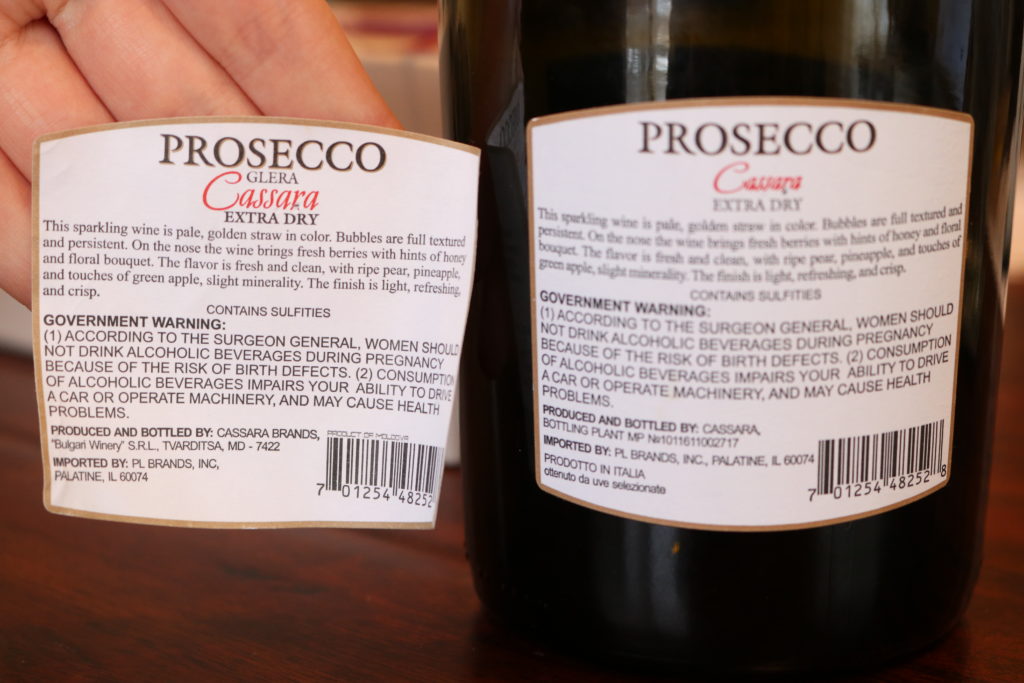 PROSECCO
GLERA
Cassara
EXTRA DRY
This sparkling wine is pale, golden straw in color. Bubbles are full textured
and persistent. On the nose the wine brings fresh berries with hints of honey
and floral bouquet. The flavor is fresh and clean, with ripe pear, pineapple,
and touches of green apple, slight minerality. The finish is light, refreshing,
and crisp.
CONTAINS SULFITIES
GOVERNMENT WARNING:
(1) ACCORDING TO THE SURGEON GENERAL, WOMEN SHOULD
NOT DRINK ALCOHOLIC BEVERAGES DURING PREGNANCY
BECAUSE OF THE RISK OF BIRTH DEFECTS. (2) CONSUMPTION
OF ALCOHOLIC BEVERAGES IMPAIRS YOUR ABILITY TO DRIVE
A CAR OR OPERATE MACHINERY, AND MAY CAUSE HEALTH
PROBLEMS.
PRODUCED AND BOTTLED BY: CASSARA BRANDS,
"Bulgari Winery" S.R.L., TVARDITSA, MD - 7422
IMPORTED BY: PL BRANDS, INC,
PALATINE, IL 60074
PRODUCT OF MOLDOVA
7 01254 48252
PROSECCO
Cassara
EXTRA DRY
This sparkling wine is pale, golden straw in color. Bubbles are full textured and
persistent. On the nose the wine brings fresh berries with hints of honey and floral
bouquet. The flavor is fresh and clean, with ripe pear, pineapple, and touches of
green apple, slight minerality. The finish is light, refreshing, and crisp.
CONTAINS SULFITIES
GOVERNMENT WARNING:
(1) ACCORDING TO THE SURGEON GENERAL, WOMEN SHOULD
NOT DRINK ALCOHOLIC BEVERAGES DURING PREGNANCY
BECAUSE OF THE RISK OF BIRTH DEFECTS. (2) CONSUMPTION
OF ALCOHOLIC BEVERAGES IMPAIRS YOUR ABILITY TO DRIVE
A CAR OR OPERATE MACHINERY, AND MAY CAUSE HEALTH
PROBLEMS.
PRODUCED AND BOTTLED BY: CASSARA,
BOTTLING PLANT MP №1011611002717
IMPORTED BY: PL BRANDS, INC., PALATINE, IL 60074
PRODOTTO IN ITALIA
ottenuto da uve selezionate
7 01254 48252 8